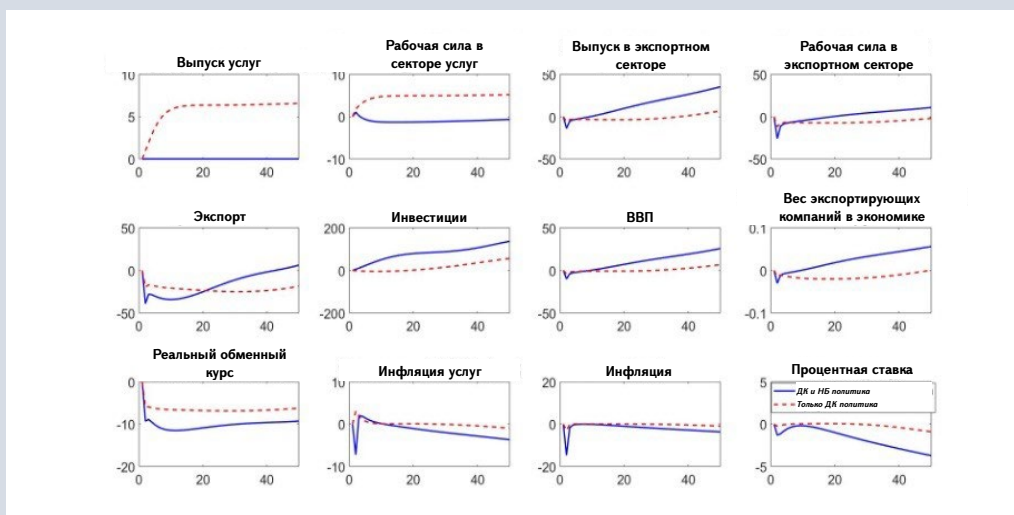 Выпуск услуг
Рабочая сила в
секторе услуг
Выпуск в экспортном
секторе
Рабочая сила в
экспортном секторе
10
5
0
0 20 40
10
0
-10
0 20 40
50
0
-50
0 20 40
50
0
-50
0 20 40
Экспорт
Инвестиции
ВВП
Вес экспортирующих
компаний в экономике
50
0
-50
0 20 40
200
0
-200
0 20 40
50
0
-50
0 20 40
0.1
0
-0.1
0 20 40
Реальный обменный
курс
Инфляция услуг
Инфляция
Процентная ставка
0
-10
-20
0 20 40
10
0
-10
0 20 40
20
0
-20
0 20 40
5
0
-5
0 20 40
ДК и НБ политика
Только ДК политика